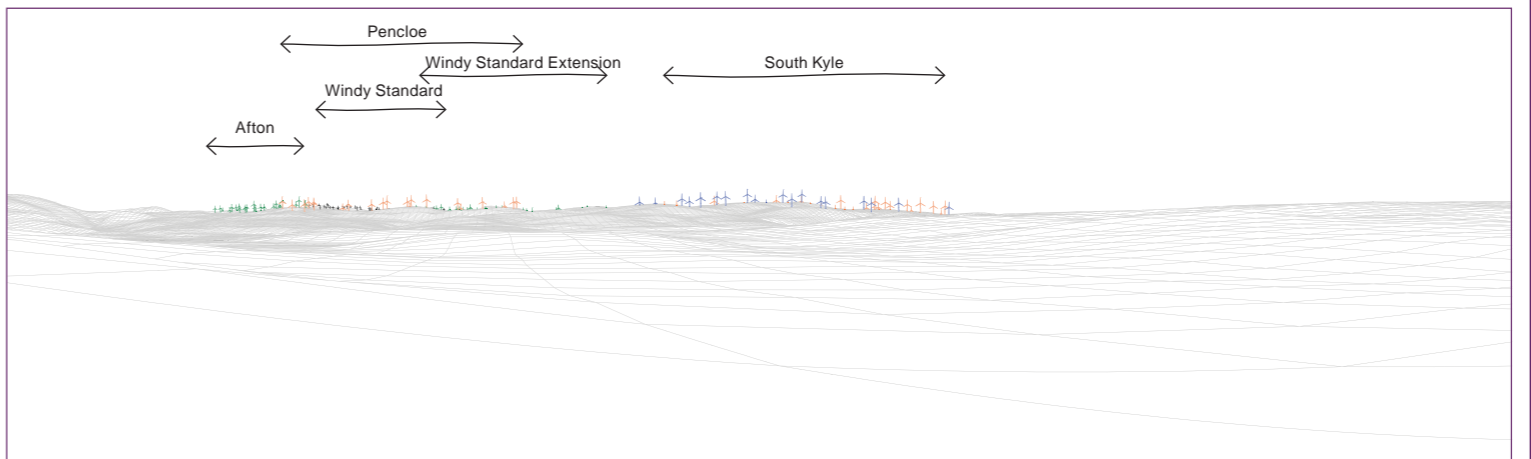 Pencloe
Windy Standard Extension
South Kyle
Windy Standard
Afton